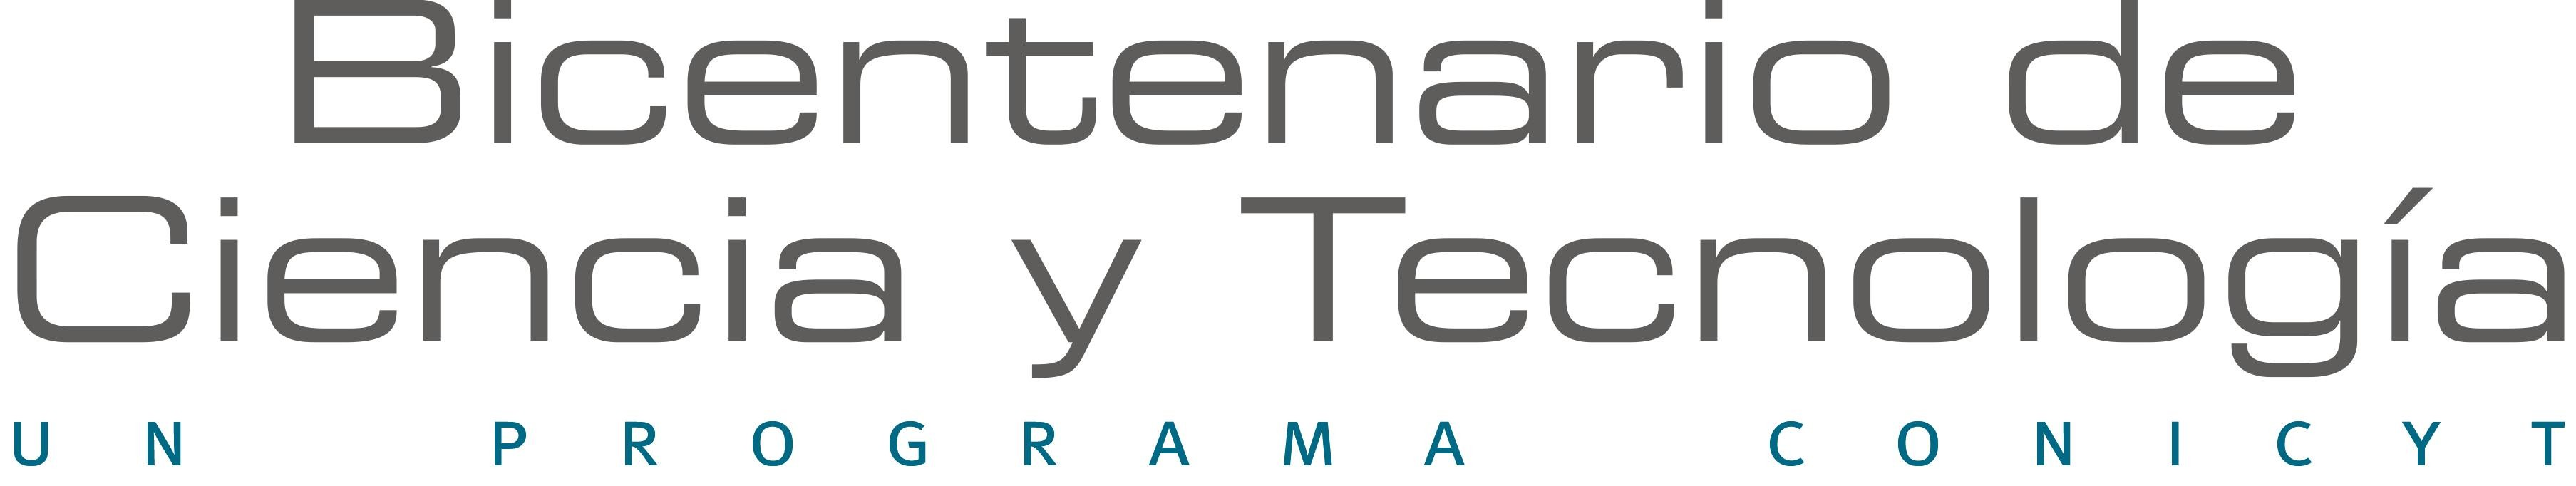 Bicentenario de
Ciencia y Tecnología
UN PROGRAMA CONICYT